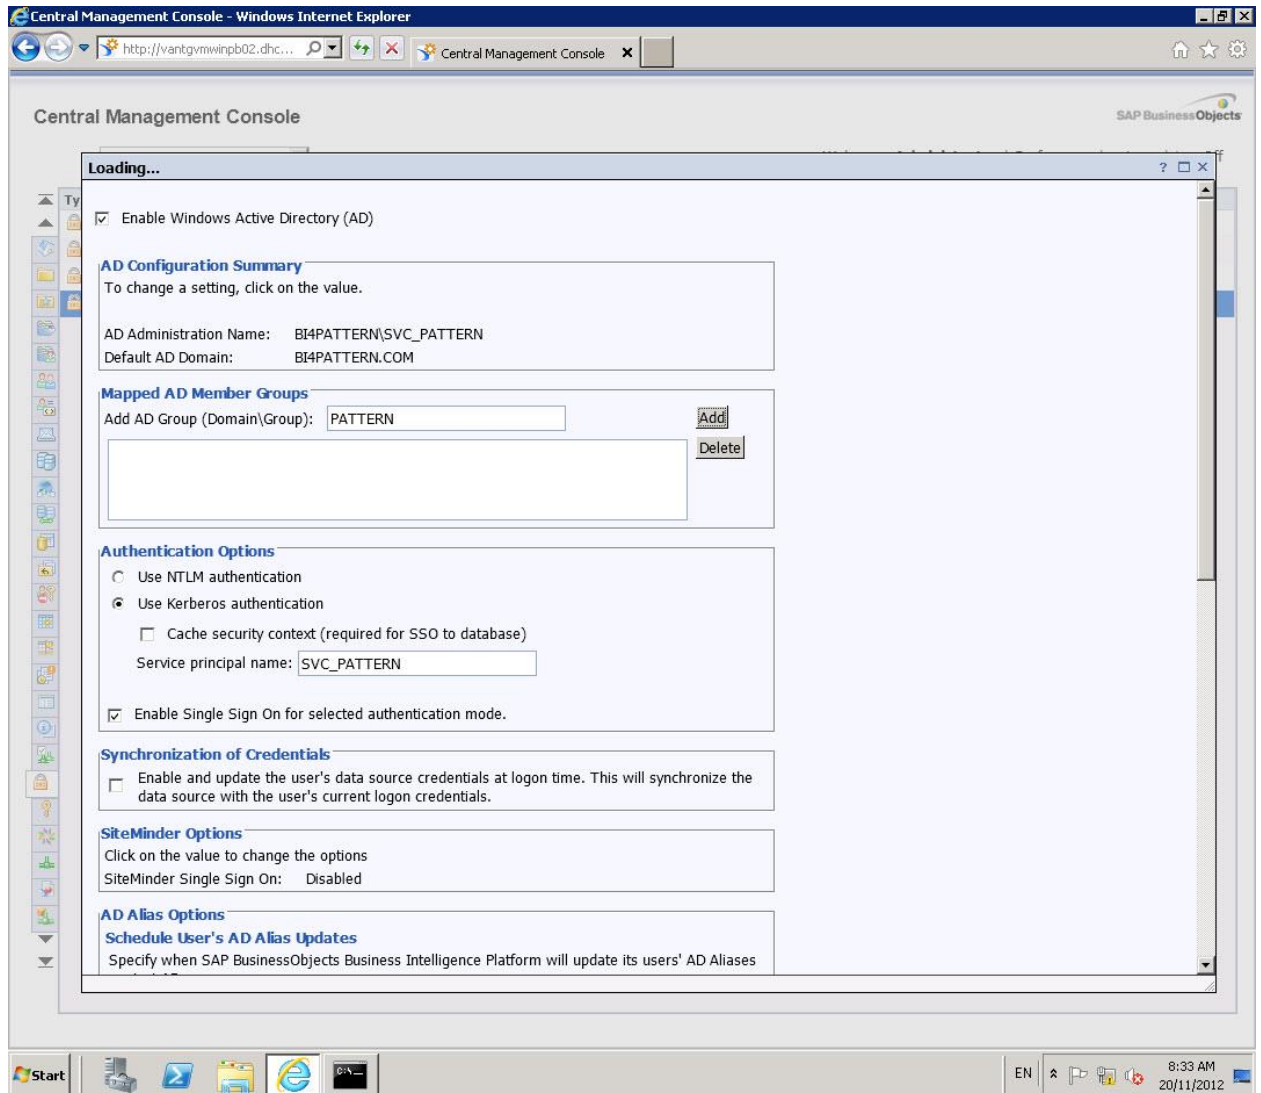 Central Management Console - Windows Internet Explorer
http://vantgvmwinpb02.dhc...
Central Management Console
Central Management Console
SAP BusinessObjects
Loading...
Ty
Enable Windows Active Directory (AD)
AD Configuration Summary
To change a setting, click on the value.
AD Administration Name: BI4PATTERN\SVC_PATTERN
Default AD Domain: BI4PATTERN.COM
Mapped AD Member Groups
Add AD Group (Domain\Group): PATTERN Add
Delete
Authentication Options
Use NTLM authentication
Use Kerberos authentication
Cache security context (required for SSO to database)
Service principal name: SVC_PATTERN
Enable Single Sign On for selected authentication mode.
Synchronization of Credentials
Enable and update the user's data source credentials at logon time. This will synchronize the
data source with the user's current logon credentials.
SiteMinder Options
Click on the value to change the options
SiteMinder Single Sign On: Disabled
AD Alias Options
Schedule User's AD Alias Updates
Specify when SAP BusinessObjects Business Intelligence Platform will update its users' AD Aliases
Start
C:\
EN
8:33 AM
20/11/2012